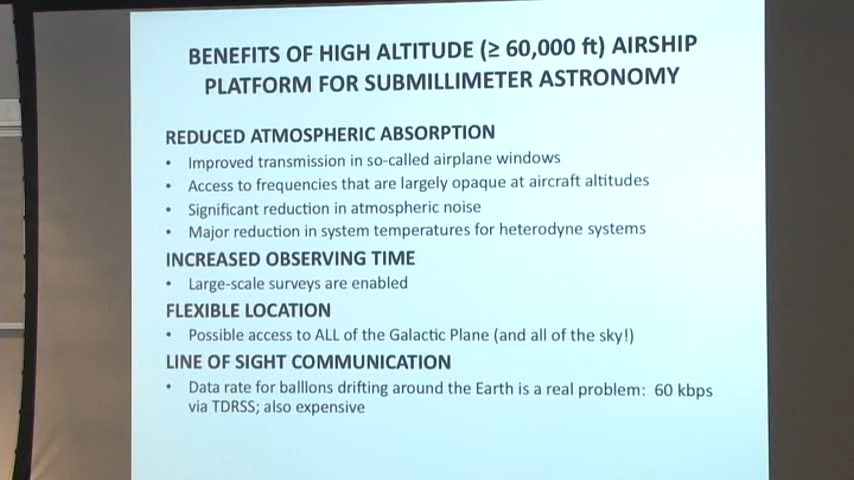 BENEFITS OF HIGH ALTITUDE (≥ 60,000 ft) AIRSHIP
PLATFORM FOR SUBMILLIMETER ASTRONOMY
REDUCED ATMOSPHERIC ABSORPTION
• Improved transmission in so-called airplane windows
• Access to frequencies that are largely opaque at aircraft altitudes
• Significant reduction in atmospheric noise
• Major reduction in system temperatures for heterodyne systems
INCREASED OBSERVING TIME
• Large-scale surveys are enabled
FLEXIBLE LOCATION
• Possible access to ALL of the Galactic Plane (and all of the sky!)
LINE OF SIGHT COMMUNICATION
• Data rate for balllons drifting around the Earth is a real problem: 60 kbps
via TDRSS; also expensive